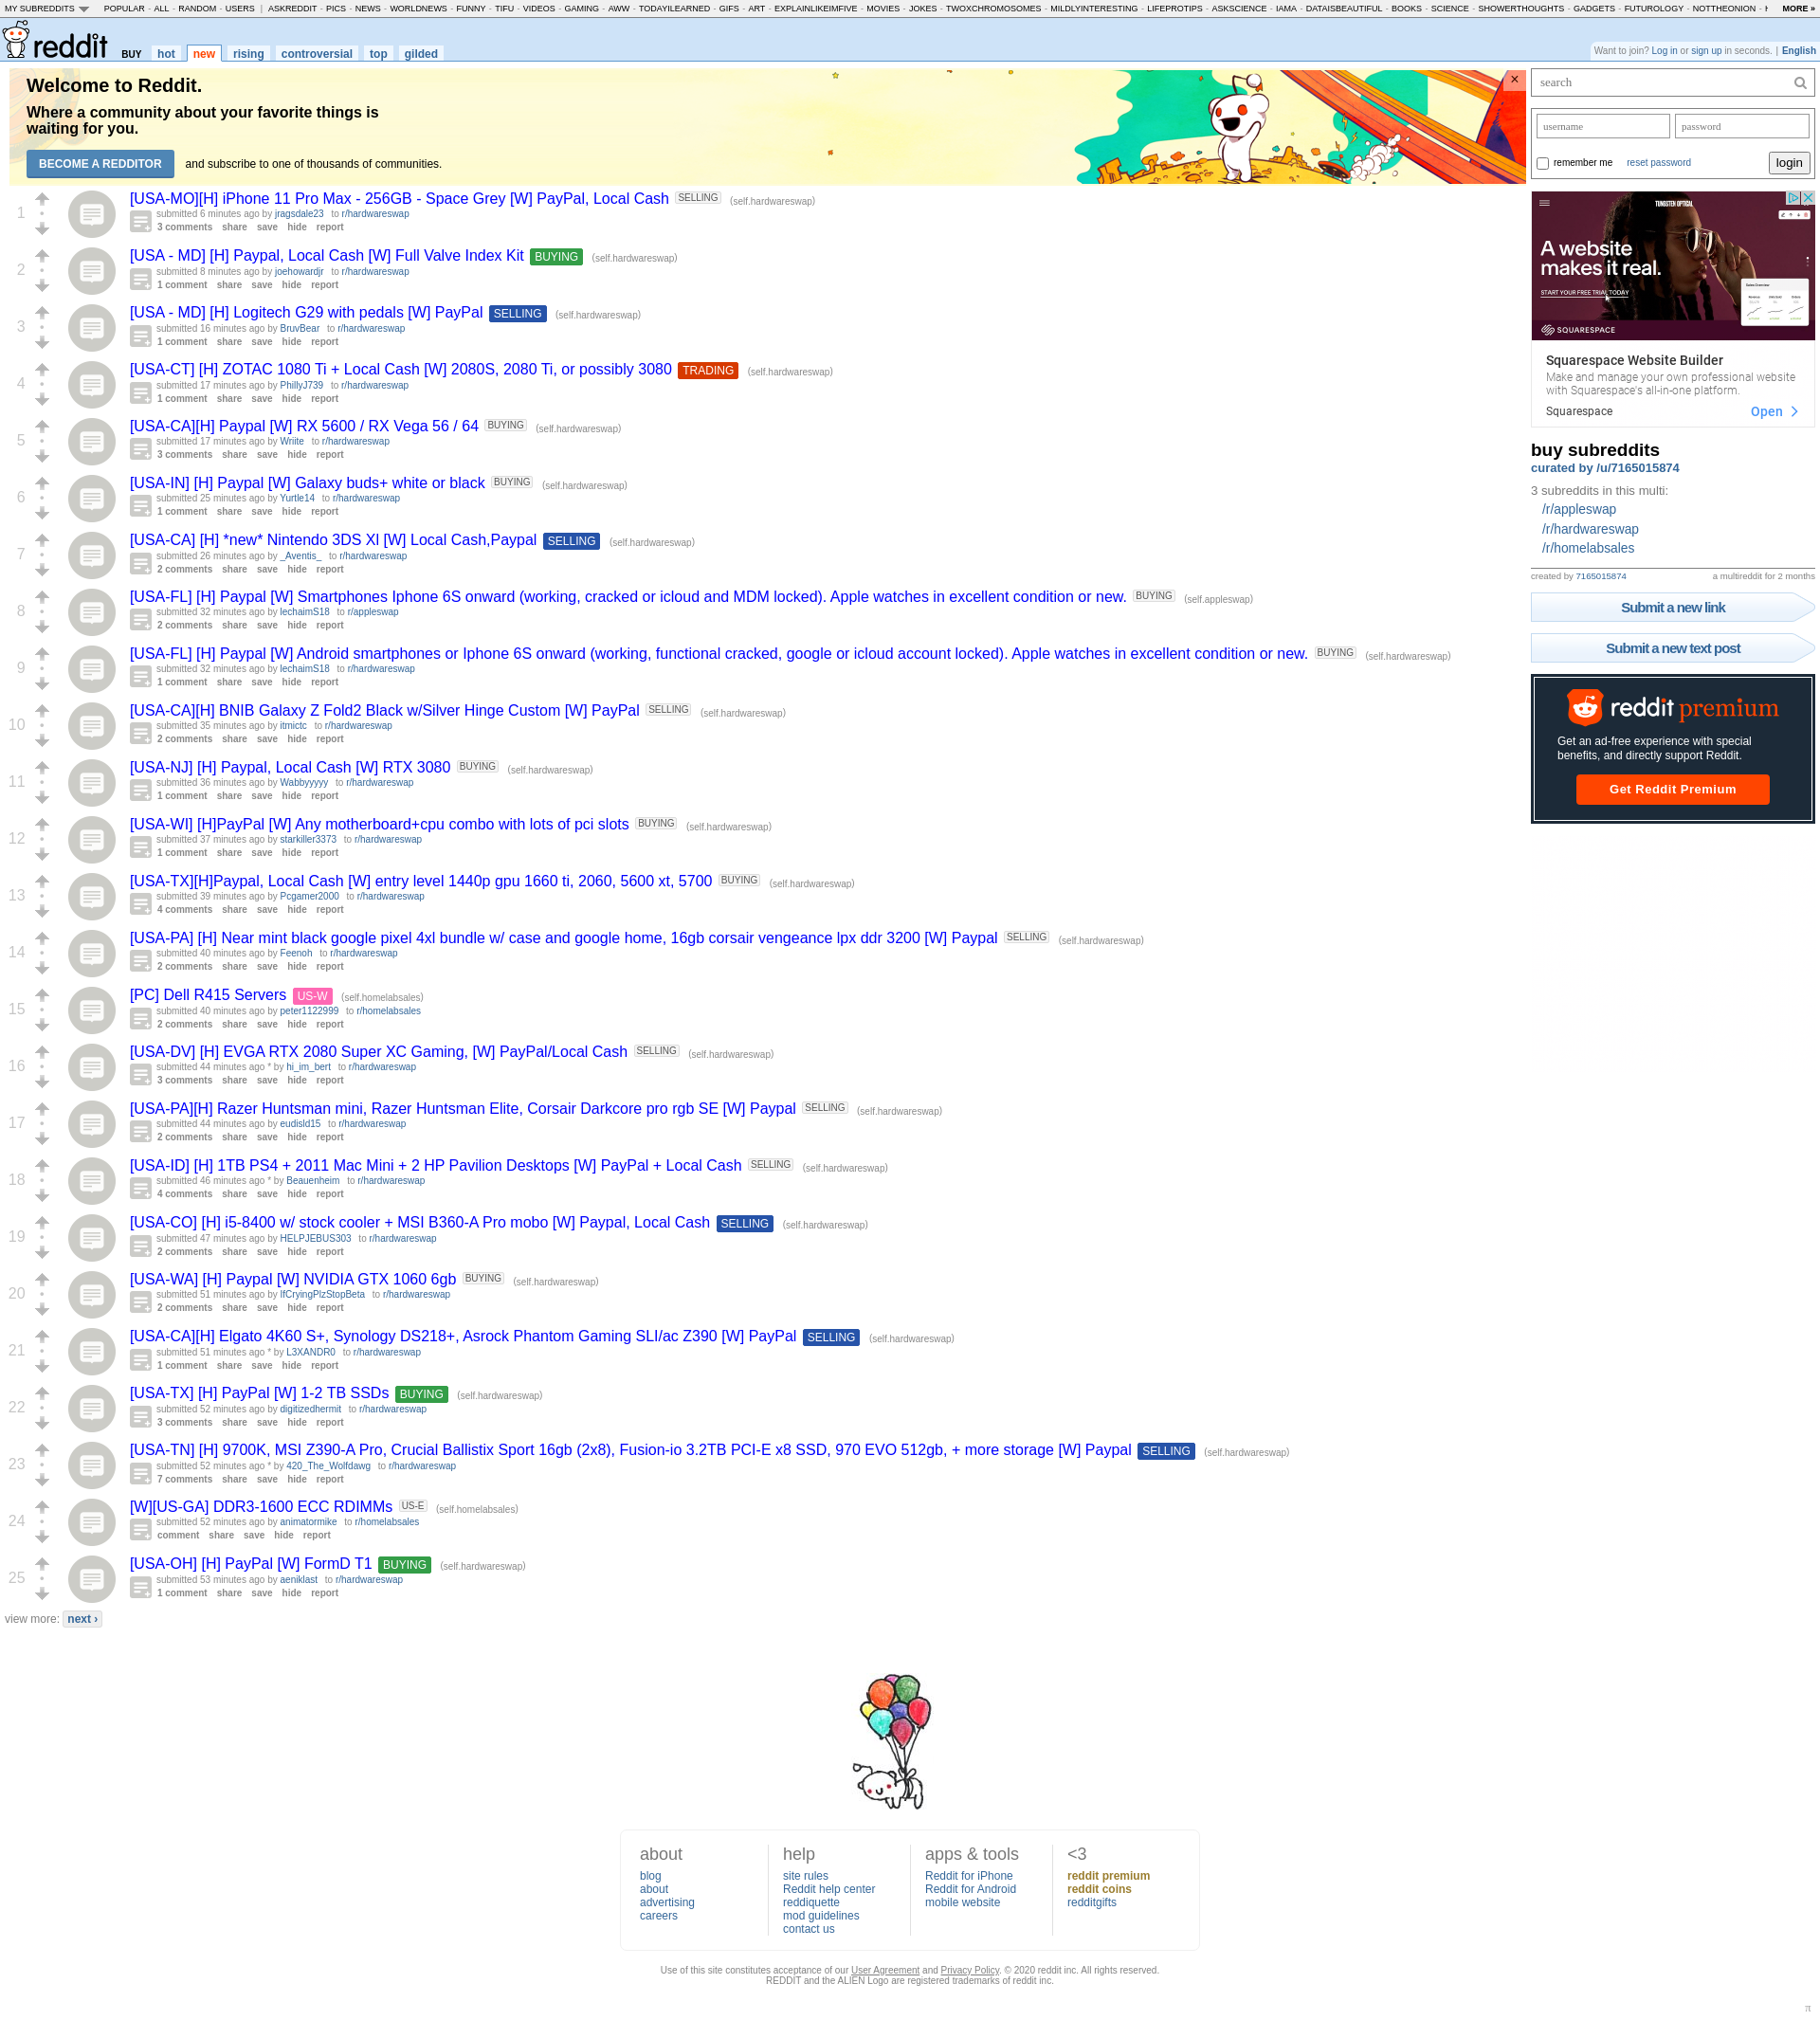 MY SUBREDDITS POPULAR - ALL - RANDOM - USERS | ASKREDDIT - PICS - NEWS - WORLDNEWS - FUNNY - TIFU - VIDEOS - GAMING - AWW - TODAYILEARNED - GIFS - ART - EXPLAINLIKEIMFIVE - MOVIES - JOKES - TWOXCHROMOSOMES - MILDLYINTERESTING - LIFEPROTIPS - ASKSCIENCE - IAMA - DATAISBEAUTIFUL - BOOKS - SCIENCE - SHOWERTHOUGHTS - GADGETS - FUTUROLOGY - NOTTHEONION - MORE »
reddit BUY hot new rising controversial top gilded
Want to join? Log in or sign up in seconds. | English
Welcome to Reddit.
Where a community about your favorite things is
waiting for you.
BECOME A REDDITOR and subscribe to one of thousands of communities.
×
1
[USA-MO][H] iPhone 11 Pro Max - 256GB - Space Grey [W] PayPal, Local Cash SELLING (self.hardwareswap)
submitted 6 minutes ago by jragsdale23 to r/hardwareswap
3 comments share save hide report
2
[USA - MD] [H] Paypal, Local Cash [W] Full Valve Index Kit BUYING (self.hardwareswap)
submitted 8 minutes ago by joehowardjr to r/hardwareswap
1 comment share save hide report
3
[USA - MD] [H] Logitech G29 with pedals [W] PayPal SELLING (self.hardwareswap)
submitted 16 minutes ago by BruvBear to r/hardwareswap
1 comment share save hide report
4
[USA-CT] [H] ZOTAC 1080 Ti + Local Cash [W] 2080S, 2080 Ti, or possibly 3080 TRADING (self.hardwareswap)
submitted 17 minutes ago by PhillyJ739 to r/hardwareswap
1 comment share save hide report
5
[USA-CA][H] Paypal [W] RX 5600 / RX Vega 56 / 64 BUYING (self.hardwareswap)
submitted 17 minutes ago by Wriite to r/hardwareswap
3 comments share save hide report
6
[USA-IN] [H] Paypal [W] Galaxy buds+ white or black BUYING (self.hardwareswap)
submitted 25 minutes ago by Yurtle14 to r/hardwareswap
1 comment share save hide report
7
[USA-CA] [H] *new* Nintendo 3DS Xl [W] Local Cash,Paypal SELLING (self.hardwareswap)
submitted 26 minutes ago by _Aventis_ to r/hardwareswap
2 comments share save hide report
8
[USA-FL] [H] Paypal [W] Smartphones Iphone 6S onward (working, cracked or icloud and MDM locked). Apple watches in excellent condition or new. BUYING (self.appleswap)
submitted 32 minutes ago by lechaimS18 to r/appleswap
2 comments share save hide report
9
[USA-FL] [H] Paypal [W] Android smartphones or Iphone 6S onward (working, functional cracked, google or icloud account locked). Apple watches in excellent condition or new. BUYING (self.hardwareswap)
submitted 32 minutes ago by lechaimS18 to r/hardwareswap
1 comment share save hide report
10
[USA-CA][H] BNIB Galaxy Z Fold2 Black w/Silver Hinge Custom [W] PayPal SELLING (self.hardwareswap)
submitted 35 minutes ago by itmictc to r/hardwareswap
2 comments share save hide report
11
[USA-NJ] [H] Paypal, Local Cash [W] RTX 3080 BUYING (self.hardwareswap)
submitted 36 minutes ago by Wabbyyyyy to r/hardwareswap
1 comment share save hide report
12
[USA-WI] [H]PayPal [W] Any motherboard+cpu combo with lots of pci slots BUYING (self.hardwareswap)
submitted 37 minutes ago by starkiller3373 to r/hardwareswap
1 comment share save hide report
13
[USA-TX][H]Paypal, Local Cash [W] entry level 1440p gpu 1660 ti, 2060, 5600 xt, 5700 BUYING (self.hardwareswap)
submitted 39 minutes ago by Pcgamer2000 to r/hardwareswap
4 comments share save hide report
14
[USA-PA] [H] Near mint black google pixel 4xl bundle w/ case and google home, 16gb corsair vengeance lpx ddr 3200 [W] Paypal SELLING (self.hardwareswap)
submitted 40 minutes ago by Feenoh to r/hardwareswap
2 comments share save hide report
15
[PC] Dell R415 Servers US-W (self.homelabsales)
submitted 40 minutes ago by peter1122999 to r/homelabsales
2 comments share save hide report
16
[USA-DV] [H] EVGA RTX 2080 Super XC Gaming, [W] PayPal/Local Cash SELLING (self.hardwareswap)
submitted 44 minutes ago * by hi_im_bert to r/hardwareswap
3 comments share save hide report
17
[USA-PA][H] Razer Huntsman mini, Razer Huntsman Elite, Corsair Darkcore pro rgb SE [W] Paypal SELLING (self.hardwareswap)
submitted 44 minutes ago by eudisld15 to r/hardwareswap
2 comments share save hide report
18
[USA-ID] [H] 1TB PS4 + 2011 Mac Mini + 2 HP Pavilion Desktops [W] PayPal + Local Cash SELLING (self.hardwareswap)
submitted 46 minutes ago * by Beauenheim to r/hardwareswap
4 comments share save hide report
19
[USA-CO] [H] i5-8400 w/ stock cooler + MSI B360-A Pro mobo [W] Paypal, Local Cash SELLING (self.hardwareswap)
submitted 47 minutes ago by HELPJEBUS303 to r/hardwareswap
2 comments share save hide report
20
[USA-WA] [H] Paypal [W] NVIDIA GTX 1060 6gb BUYING (self.hardwareswap)
submitted 51 minutes ago by IfCryingPlzStopBeta to r/hardwareswap
2 comments share save hide report
21
[USA-CA][H] Elgato 4K60 S+, Synology DS218+, Asrock Phantom Gaming SLI/ac Z390 [W] PayPal SELLING (self.hardwareswap)
submitted 51 minutes ago * by L3XANDR0 to r/hardwareswap
1 comment share save hide report
22
[USA-TX] [H] PayPal [W] 1-2 TB SSDs BUYING (self.hardwareswap)
submitted 52 minutes ago by digitizedhermit to r/hardwareswap
3 comments share save hide report
23
[USA-TN] [H] 9700K, MSI Z390-A Pro, Crucial Ballistix Sport 16gb (2x8), Fusion-io 3.2TB PCI-E x8 SSD, 970 EVO 512gb, + more storage [W] Paypal SELLING (self.hardwareswap)
submitted 52 minutes ago * by 420_The_Wolfdawg to r/hardwareswap
7 comments share save hide report
24
[W][US-GA] DDR3-1600 ECC RDIMMs US-E (self.homelabsales)
submitted 52 minutes ago by animatormike to r/homelabsales
comment share save hide report
25
[USA-OH] [H] PayPal [W] FormD T1 BUYING (self.hardwareswap)
submitted 53 minutes ago by aeniklast to r/hardwareswap
1 comment share save hide report
view more: next ›
search
username password
remember me reset password login
TUNGSTEN OPTICAL
A website
makes it real.
START YOUR FREE TRIAL TODAY
SQUARESPACE
Squarespace Website Builder
Make and manage your own professional website
with Squarespace's all-in-one platform.
Squarespace Open
buy subreddits
curated by /u/7165015874
3 subreddits in this multi:
/r/appleswap
/r/hardwareswap
/r/homelabsales
created by 7165015874 a multireddit for 2 months
Submit a new link
Submit a new text post
reddit premium
Get an ad-free experience with special
benefits, and directly support Reddit.
Get Reddit Premium
about
blog
about
advertising
careers
help
site rules
Reddit help center
reddiquette
mod guidelines
contact us
apps & tools
Reddit for iPhone
Reddit for Android
mobile website
<3
reddit premium
reddit coins
redditgifts
Use of this site constitutes acceptance of our User Agreement and Privacy Policy. © 2020 reddit inc. All rights reserved.
REDDIT and the ALIEN Logo are registered trademarks of reddit inc.
π